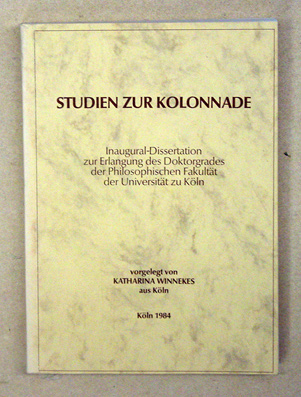 STUDIEN ZUR KOLONNADE
Inaugural-Dissertation
zur Erlangung des Doktorgrades
der Philosophischen Fakultät
der Universität zu Köln
vorgelegt von
KATHARINA WINNEKES
aus Köln
Köln 1984